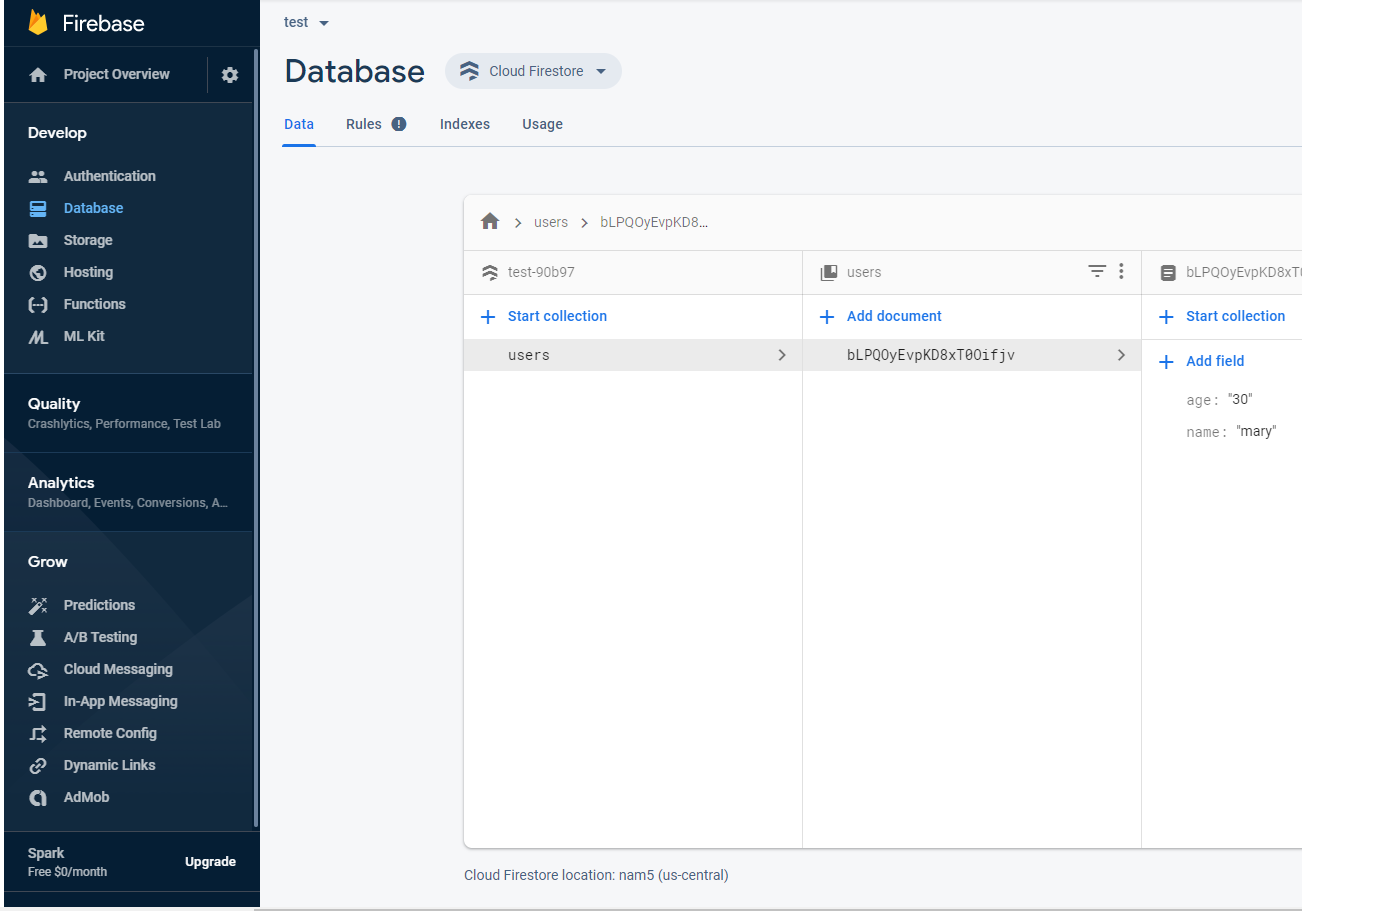 Firebase
Project Overview
Develop
Authentication
Database
Storage
Hosting
Functions
ML Kit
Quality
Crashlytics, Performance, Test Lab
Analytics
Dashboard, Events, Conversions, A...
Grow
Predictions
A/B Testing
Cloud Messaging
In-App Messaging
Remote Config
Dynamic Links
AdMob
Spark
Free $0/month
Upgrade
test
Database
Cloud Firestore
Data
Rules
Indexes
Usage
users
bLPQOyEvpKD8...
test-90b97
Start collection
users
users
Add document
bLPQOyEvpKD8xT0Oifjv
bLPQOyEvpKD8xT
Start collection
Add field
age: "30"
name: "mary"
Cloud Firestore location: nam5 (us-central)